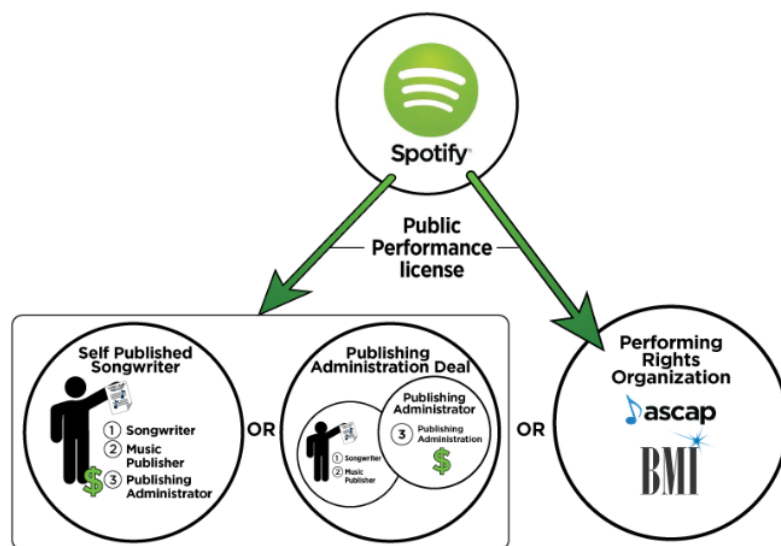 Spotify
Public
Performance
license
Self Published
Songwriter
1 Songwriter
2 Music
Publisher
$ 3 Publishing
Administrator
OR
Publishing
Administration Deal
1 Songwriter
2 Music
Publisher
Publishing
Administrator
3 Publishing
Administration
$
OR
Performing
Rights
Organization
ascap
BMI